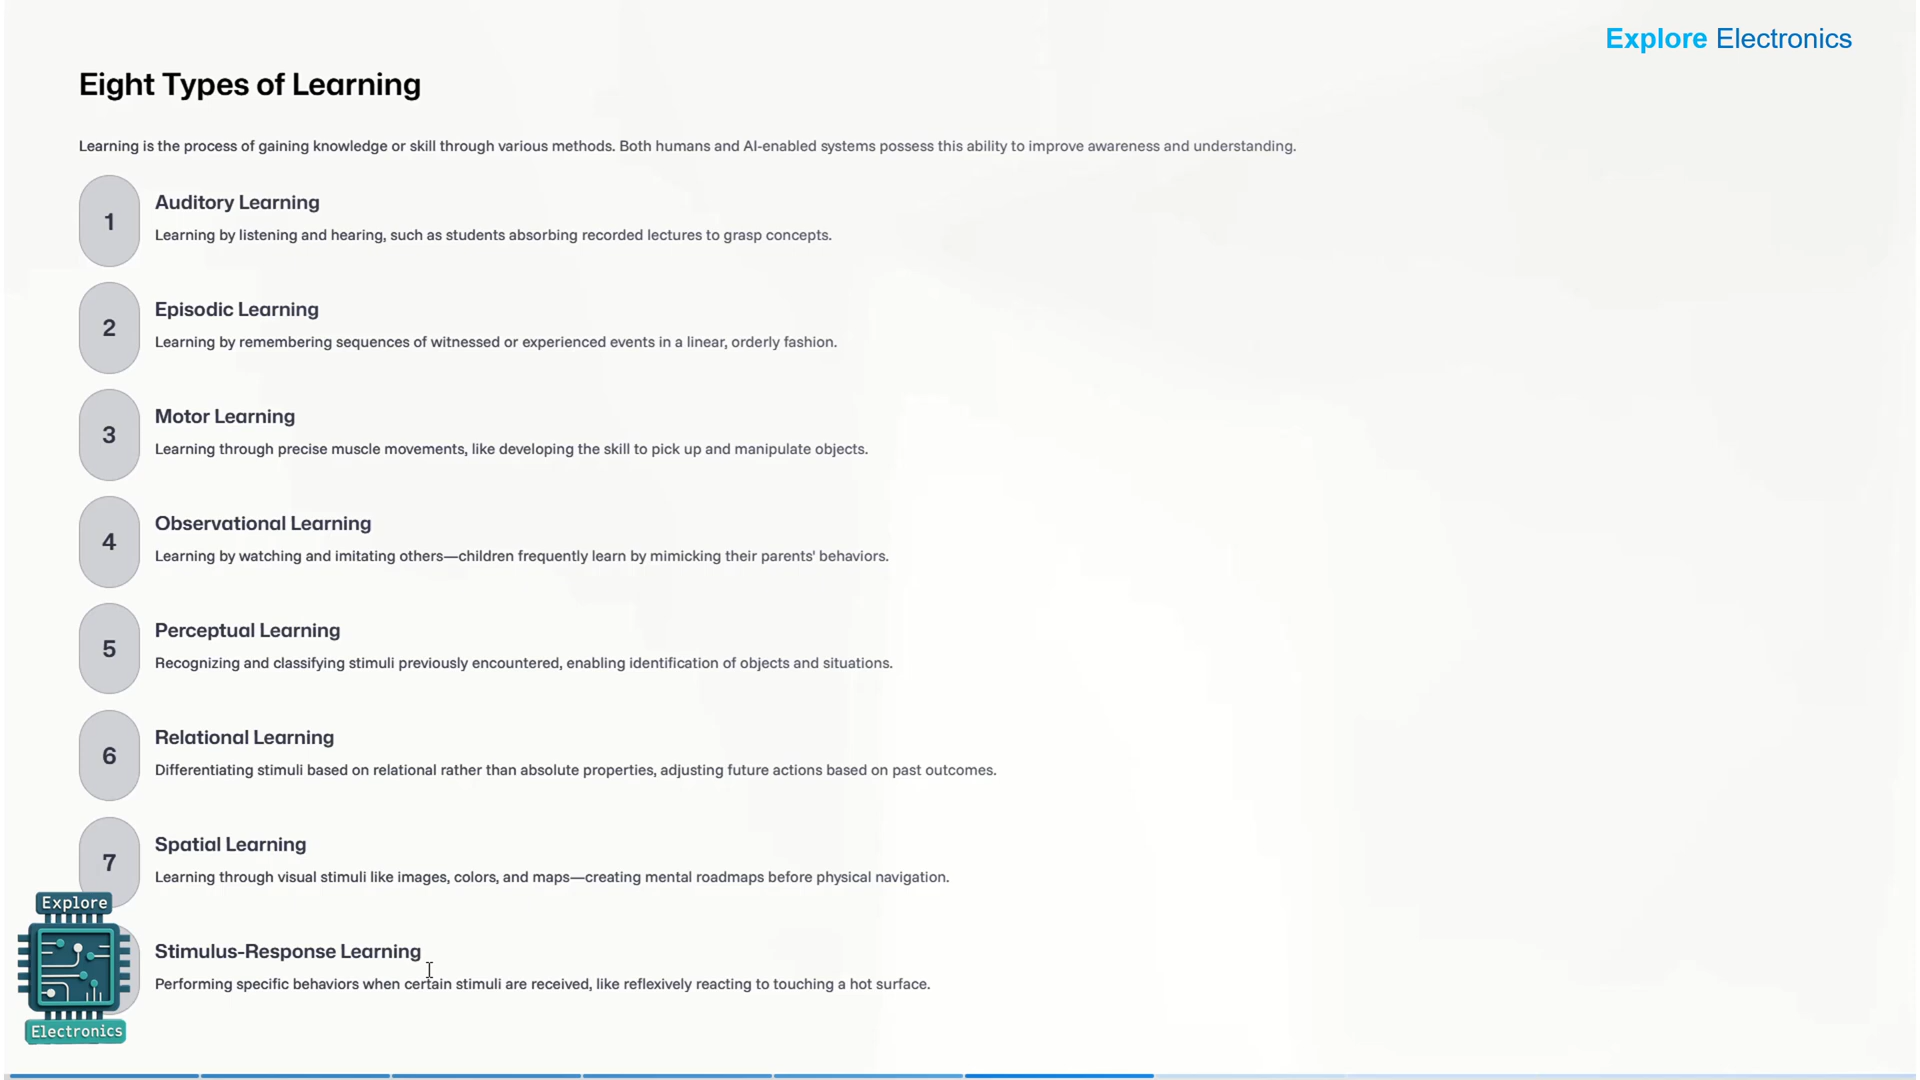 Explore Electronics
Eight Types of Learning
Learning is the process of gaining knowledge or skill through various methods. Both humans and AI-enabled systems possess this ability to improve awareness and understanding.
1
Auditory Learning
Learning by listening and hearing, such as students absorbing recorded lectures to grasp concepts.
2
Episodic Learning
Learning by remembering sequences of witnessed or experienced events in a linear, orderly fashion.
3
Motor Learning
Learning through precise muscle movements, like developing the skill to pick up and manipulate objects.
4
Observational Learning
Learning by watching and imitating others—children frequently learn by mimicking their parents' behaviors.
5
Perceptual Learning
Recognizing and classifying stimuli previously encountered, enabling identification of objects and situations.
6
Relational Learning
Differentiating stimuli based on relational rather than absolute properties, adjusting future actions based on past outcomes.
7
Spatial Learning
Learning through visual stimuli like images, colors, and maps—creating mental roadmaps before physical navigation.
Explore
Stimulus-Response Learning
Performing specific behaviors when certain stimuli are received, like reflexively reacting to touching a hot surface.
Electronics